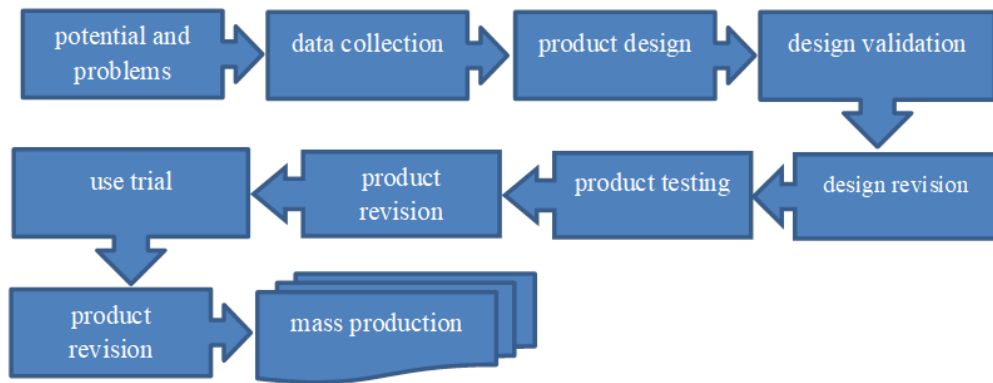 potential and
problems
data collection
product design
design validation
design revision
product testing
product
revision
use trial
product
revision
mass production